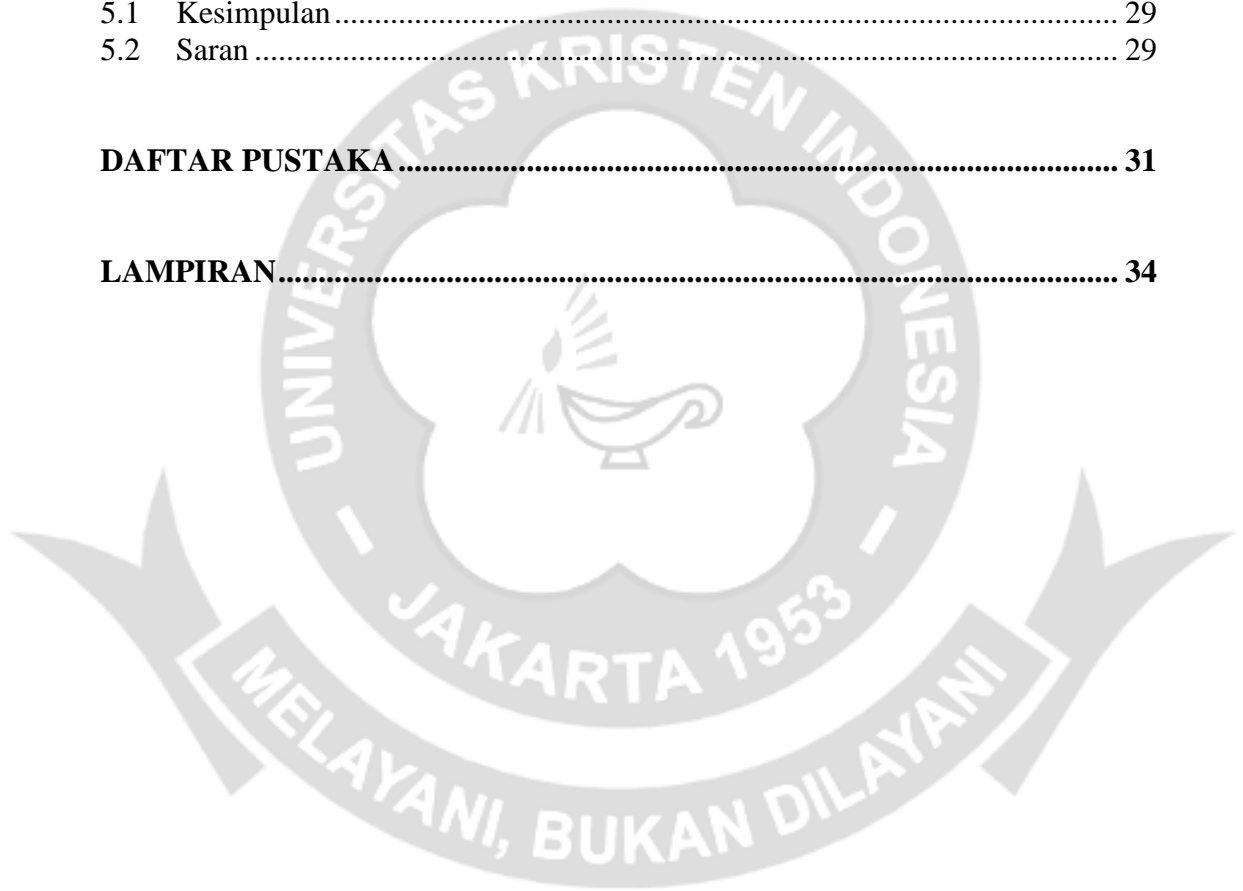 5.1 Kesimpulan ........................................................................................................ 29
5.2 Saran ................................................................................................................... 29
DAFTAR PUSTAKA ............................................................................................ 31
LAMPIRAN ........................................................................................................... 34
UNIVERSITAS KRISTEN INDONESIA
JAKARTA 1953
MELAYANI, BUKAN DILAYANI